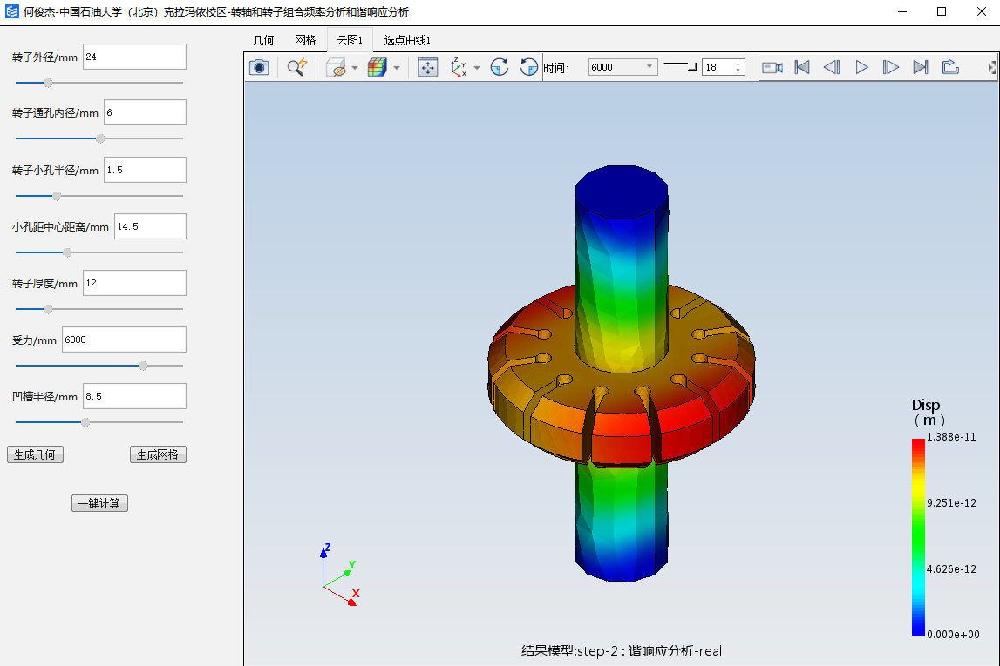 何俊杰-中国石油大学（北京）克拉玛依校区-转轴和转子组合频率分析和谐响应分析
几何 网格 云图1 选点曲线1
时间: 6000 18
转子外径/mm 24
转子通孔内径/mm 6
转子小孔半径/mm 1.5
小孔距中心距离/mm 14.5
转子厚度/mm 12
受力/mm 6000
凹槽半径/mm 8.5
生成几何 生成网格
一键计算
Disp
(m)
1.388e-11
9.251e-12
4.626e-12
0.000e+00
Z
Y
X
结果模型:step-2 : 谐响应分析-real